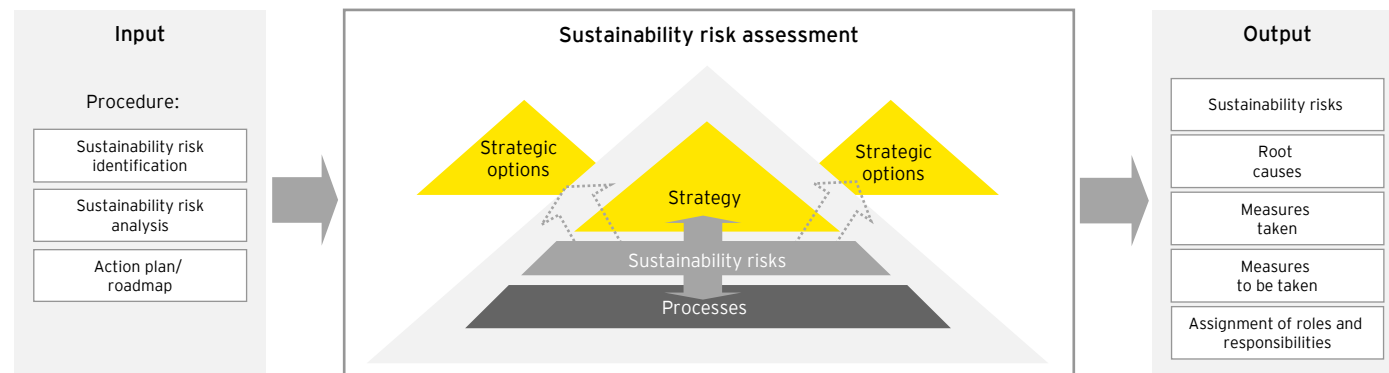 Input
Procedure:
Sustainability risk
identification
Sustainability risk
analysis
Action plan/
roadmap
Sustainability risk assessment
Strategic
options
Strategy
Strategic
options
Sustainability risks
Processes
Output
Sustainability risks
Root
causes
Measures
taken
Measures
to be taken
Assignment of roles and
responsibilities